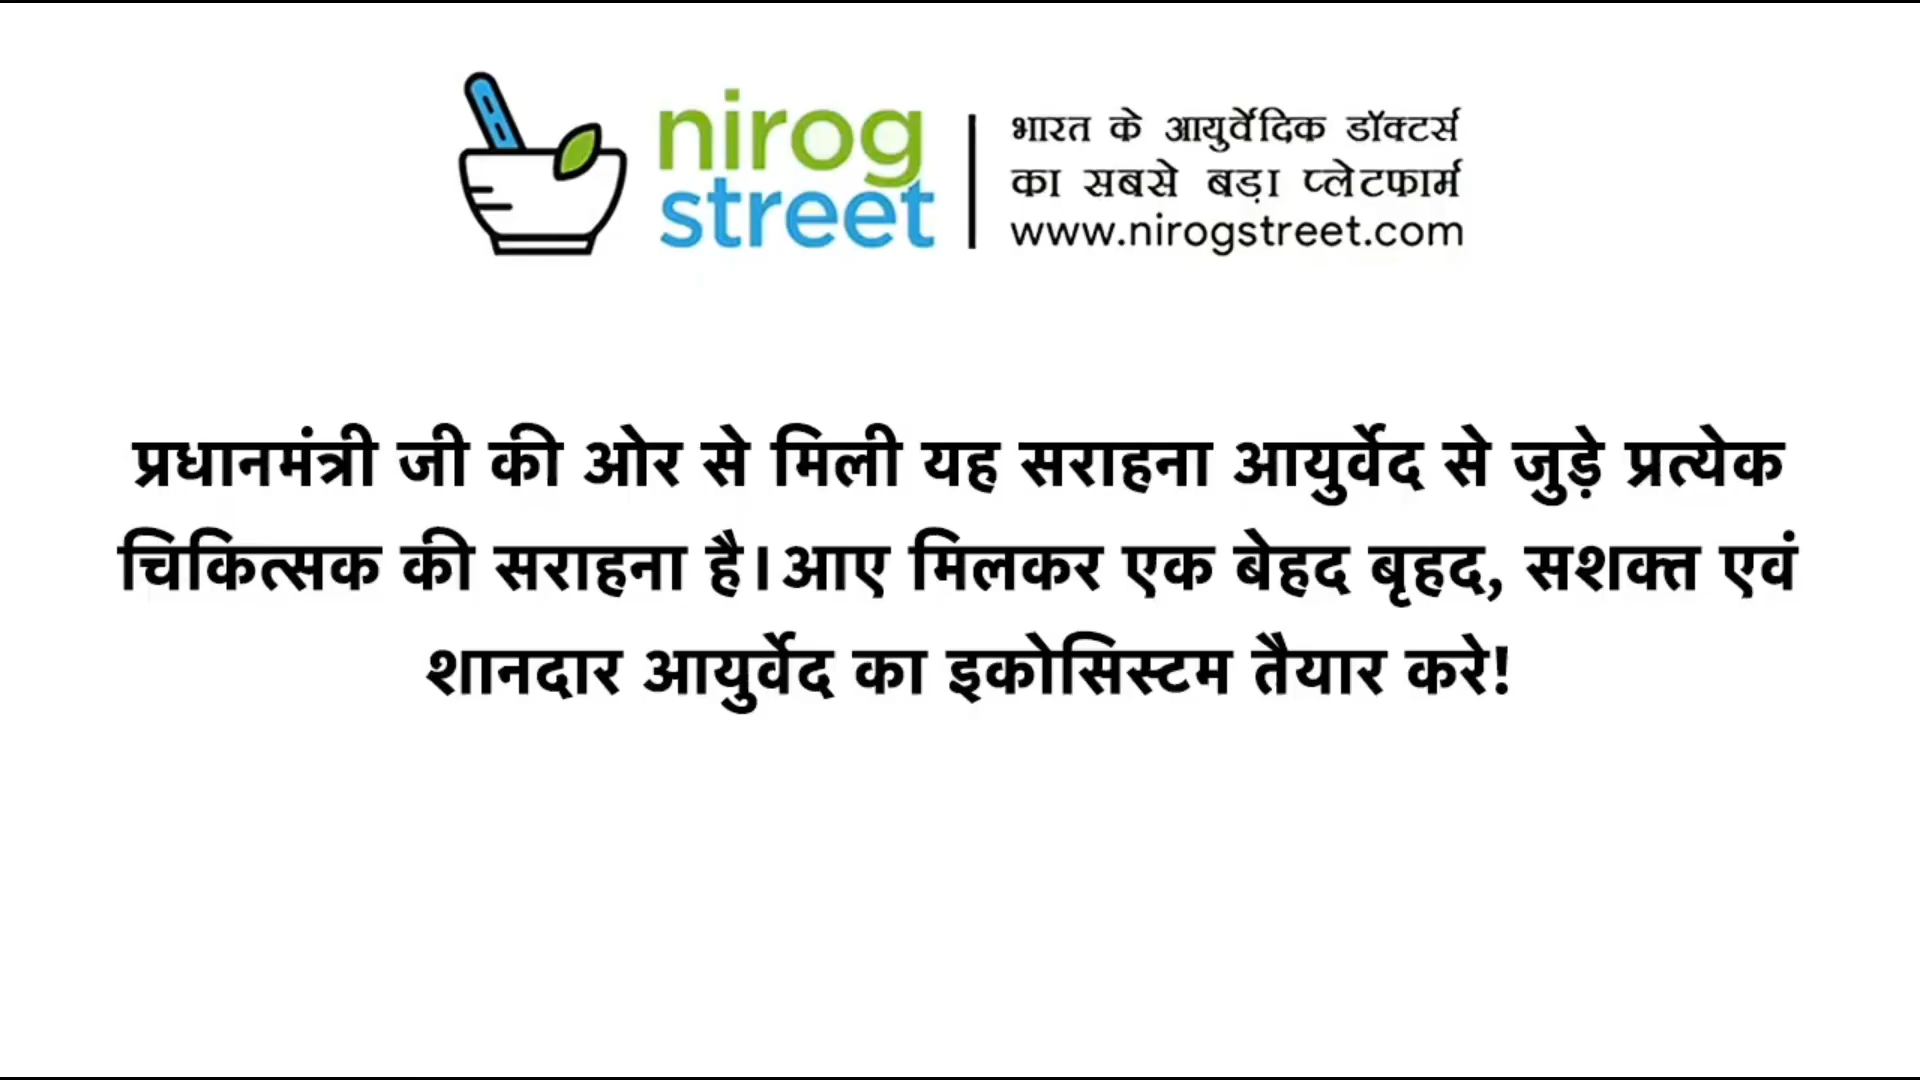 nirog
street
भारत के आयुर्वेदिक डॉक्टर्स
का सबसे बड़ा प्लेटफार्म
www.nirogstreet.com
प्रधानमंत्री जी की ओर से मिली यह सराहना आयुर्वेद से जुड़े प्रत्येक
चिकित्सक की सराहना है। आए मिलकर एक बेहद बृहद, सशक्त एवं
शानदार आयुर्वेद का इकोसिस्टम तैयार करे!